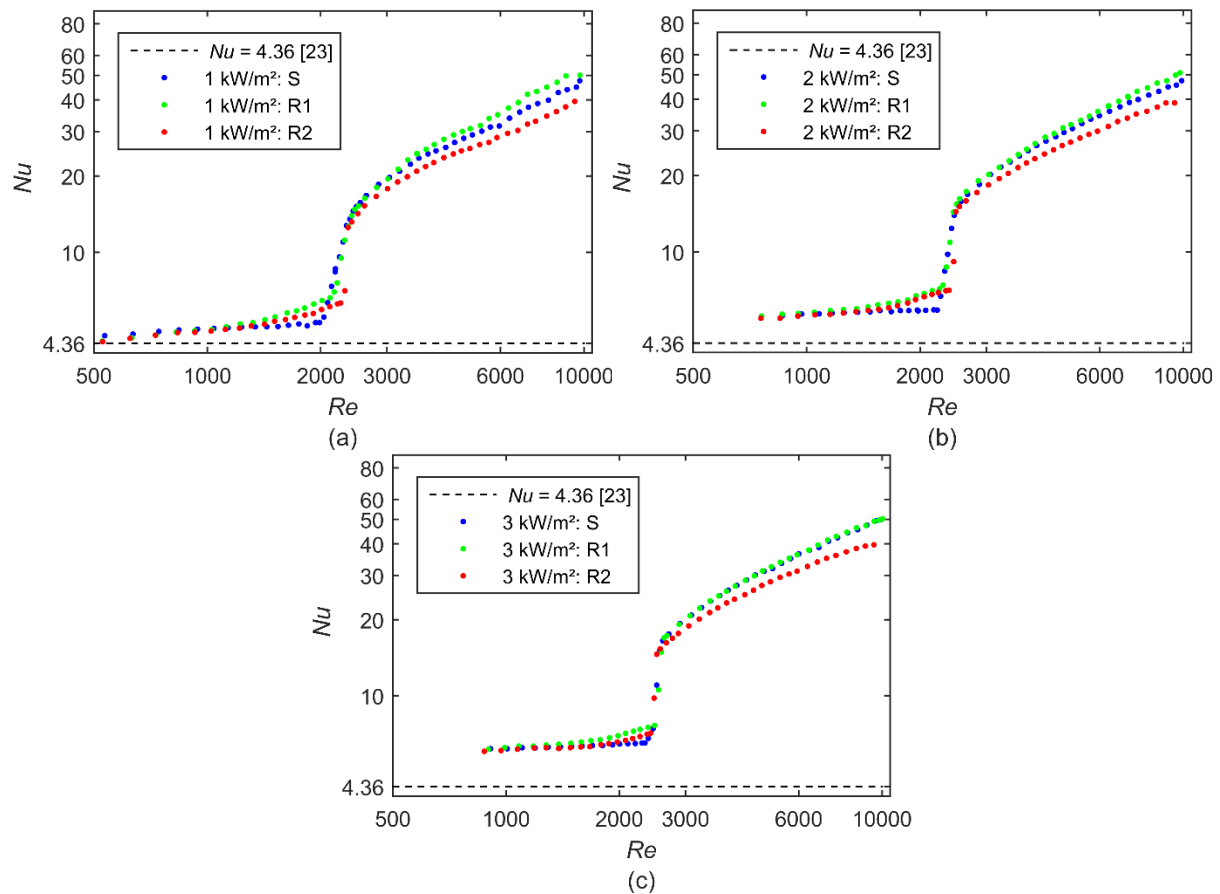 80
60
50
40
30
20
10
4.36
Nu
Nu = 4.36 [23]
1 kW/m²: S
1 kW/m²: R1
1 kW/m²: R2
500 1000 2000 3000 6000 10000
Re
(a)
80
60
50
40
30
20
10
4.36
Nu
Nu = 4.36 [23]
2 kW/m²: S
2 kW/m²: R1
2 kW/m²: R2
500 1000 2000 3000 6000 10000
Re
(b)
80
60
50
40
30
20
10
4.36
Nu
Nu = 4.36 [23]
3 kW/m²: S
3 kW/m²: R1
3 kW/m²: R2
500 1000 2000 3000 6000 10000
Re
(c)